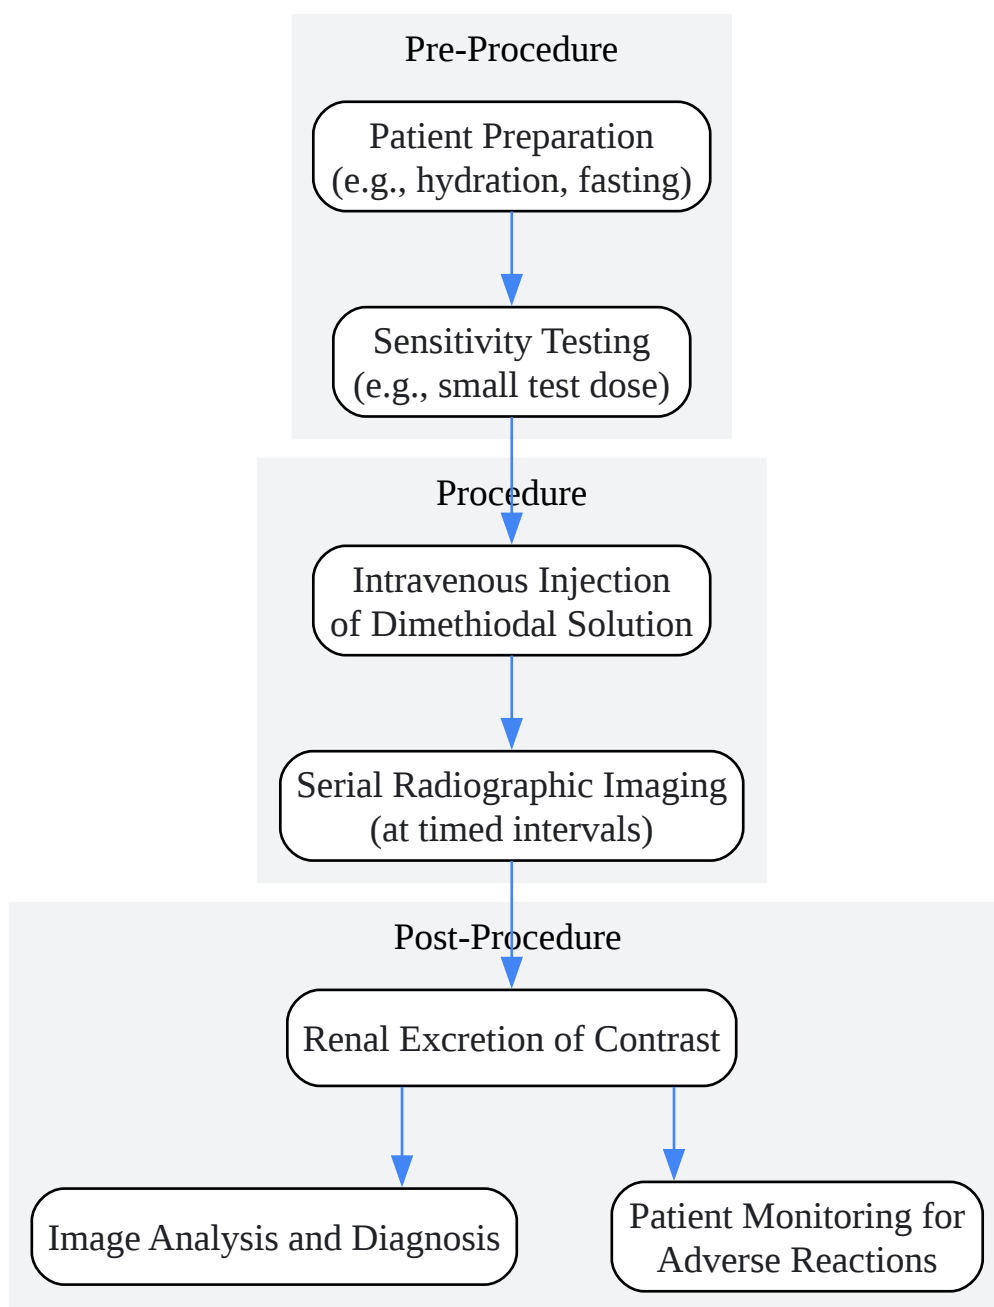 Pre-Procedure
Patient Preparation
(e.g., hydration, fasting)
Sensitivity Testing
(e.g., small test dose)
Procedure
Intravenous Injection
of Dimethiodal Solution
Serial Radiographic Imaging
(at timed intervals)
Post-Procedure
Renal Excretion of Contrast
Image Analysis and Diagnosis
Patient Monitoring for
Adverse Reactions